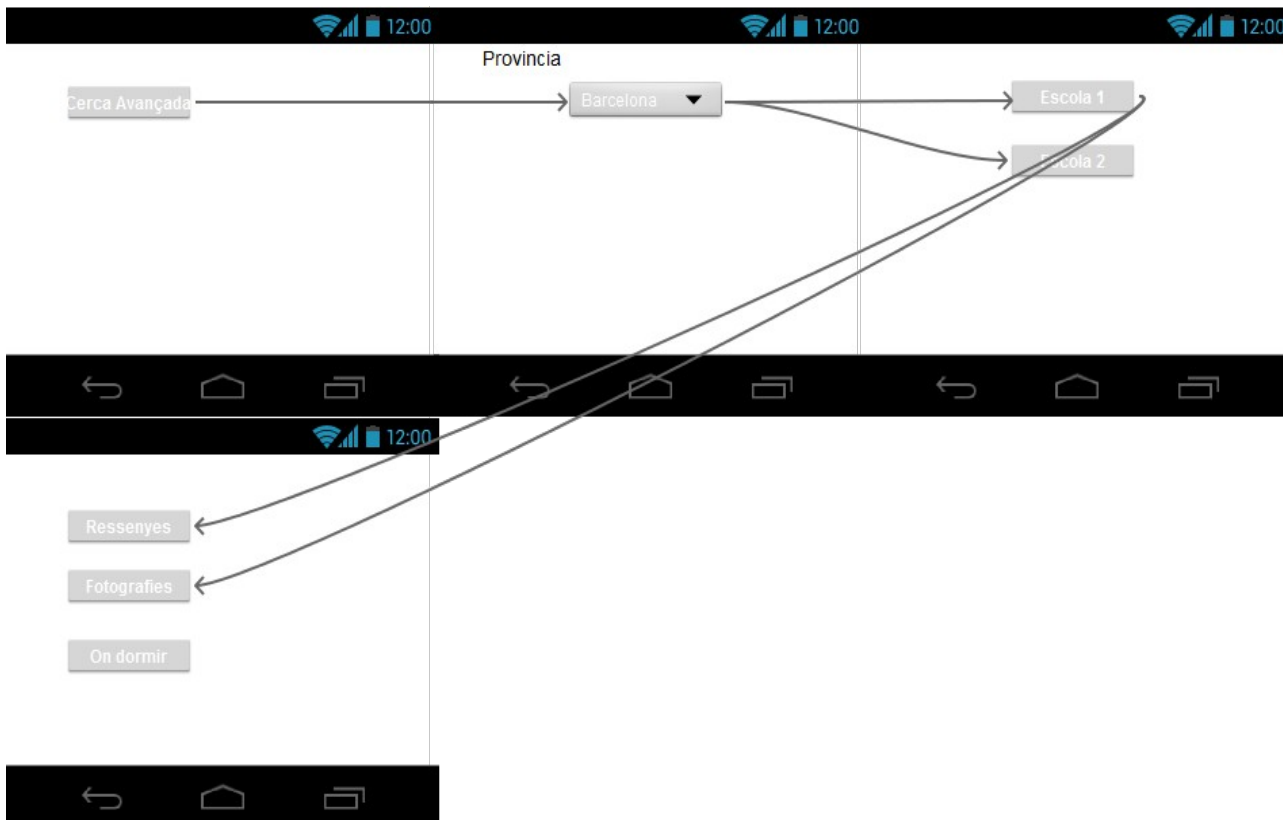 12:00
12:00
12:00
Provincia
Cerca Avançada
Barcelona
Escola 1
Escola 2
12:00
Ressenyes
Fotografies
On dormir